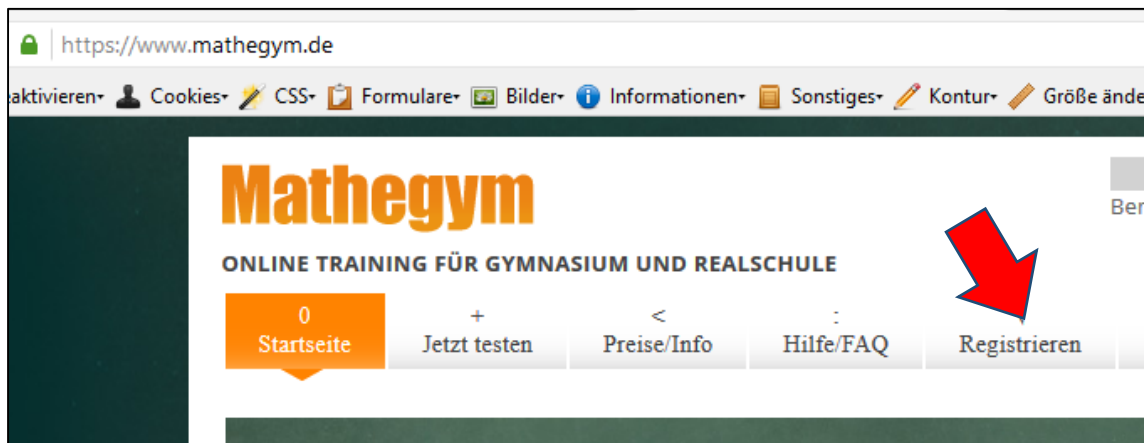 https://www.mathegym.de
aktivieren Cookies CSS Formulare Bilder Informationen Sonstiges Kontur Größe ände
Mathegym
Ber
ONLINE TRAINING FÜR GYMNASIUM UND REALSCHULE
0 + < :
Startseite Jetzt testen Preise/Info Hilfe/FAQ Registrieren